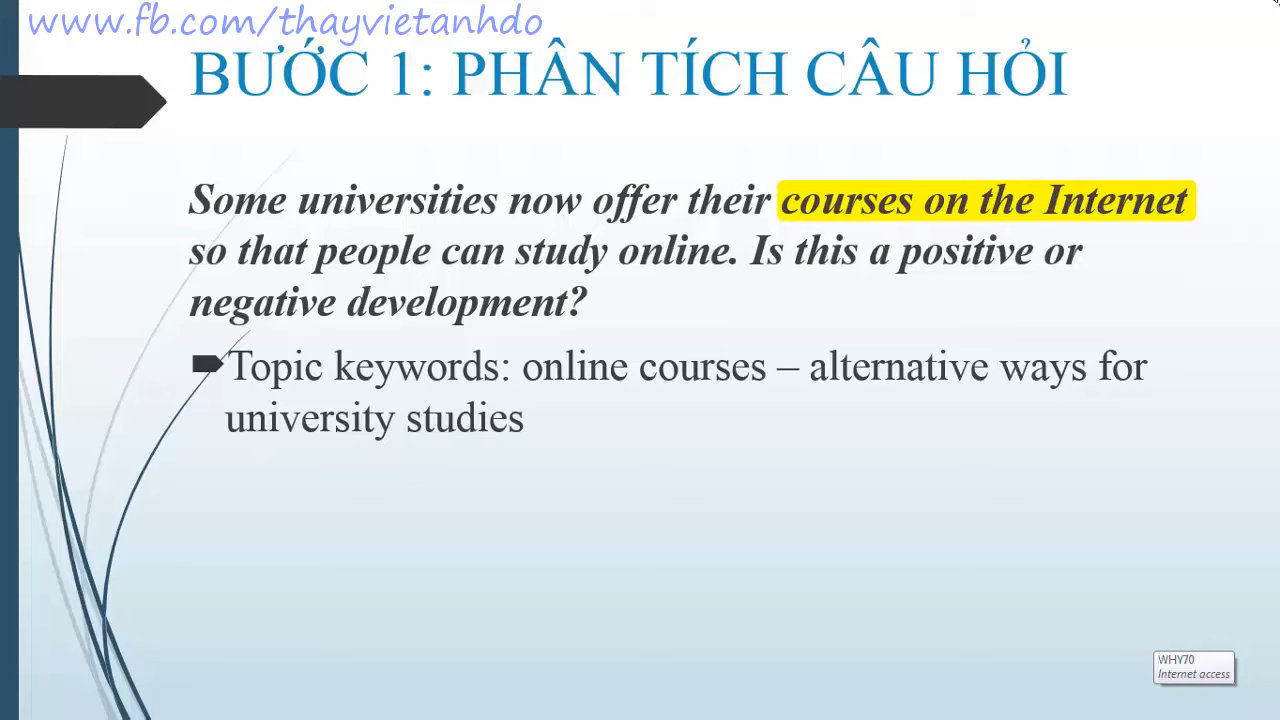 www.fb.com/thayvietanhdo
BƯỚC 1: PHÂN TÍCH CÂU HỎI
Some universities now offer their courses on the Internet
so that people can study online. Is this a positive or
negative development?
Topic keywords: online courses – alternative ways for
university studies
WHY70
Internet access